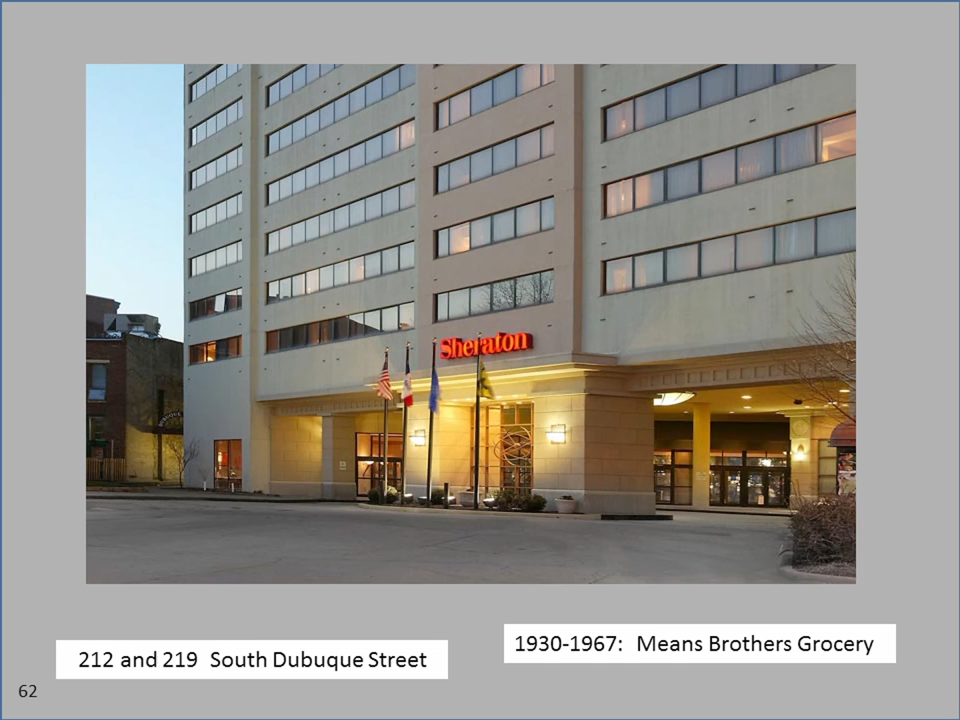 Sheraton
212 and 219 South Dubuque Street
1930-1967: Means Brothers Grocery
62